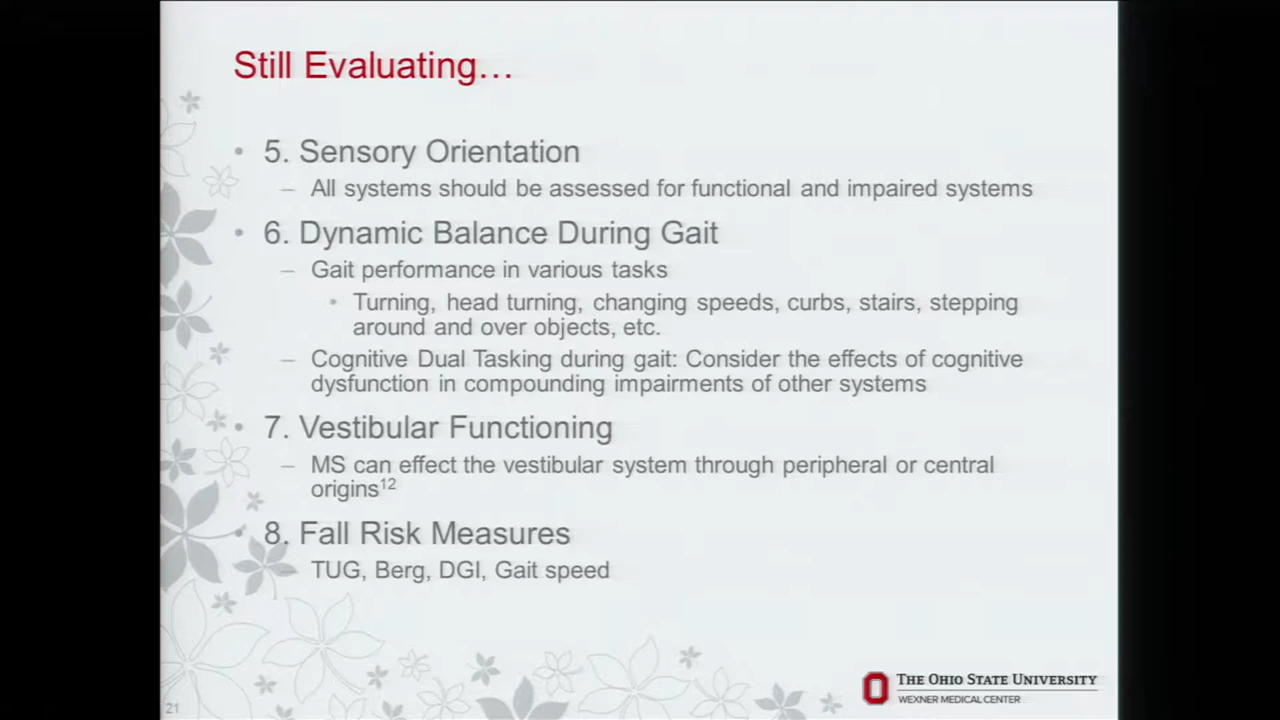 Still Evaluating…
• 5. Sensory Orientation
– All systems should be assessed for functional and impaired systems
• 6. Dynamic Balance During Gait
– Gait performance in various tasks
• Turning, head turning, changing speeds, curbs, stairs, stepping
around and over objects, etc.
– Cognitive Dual Tasking during gait: Consider the effects of cognitive
dysfunction in compounding impairments of other systems
• 7. Vestibular Functioning
– MS can effect the vestibular system through peripheral or central
origins12
• 8. Fall Risk Measures
– TUG, Berg, DGI, Gait speed
21
THE OHIO STATE UNIVERSITY
WEXNER MEDICAL CENTER